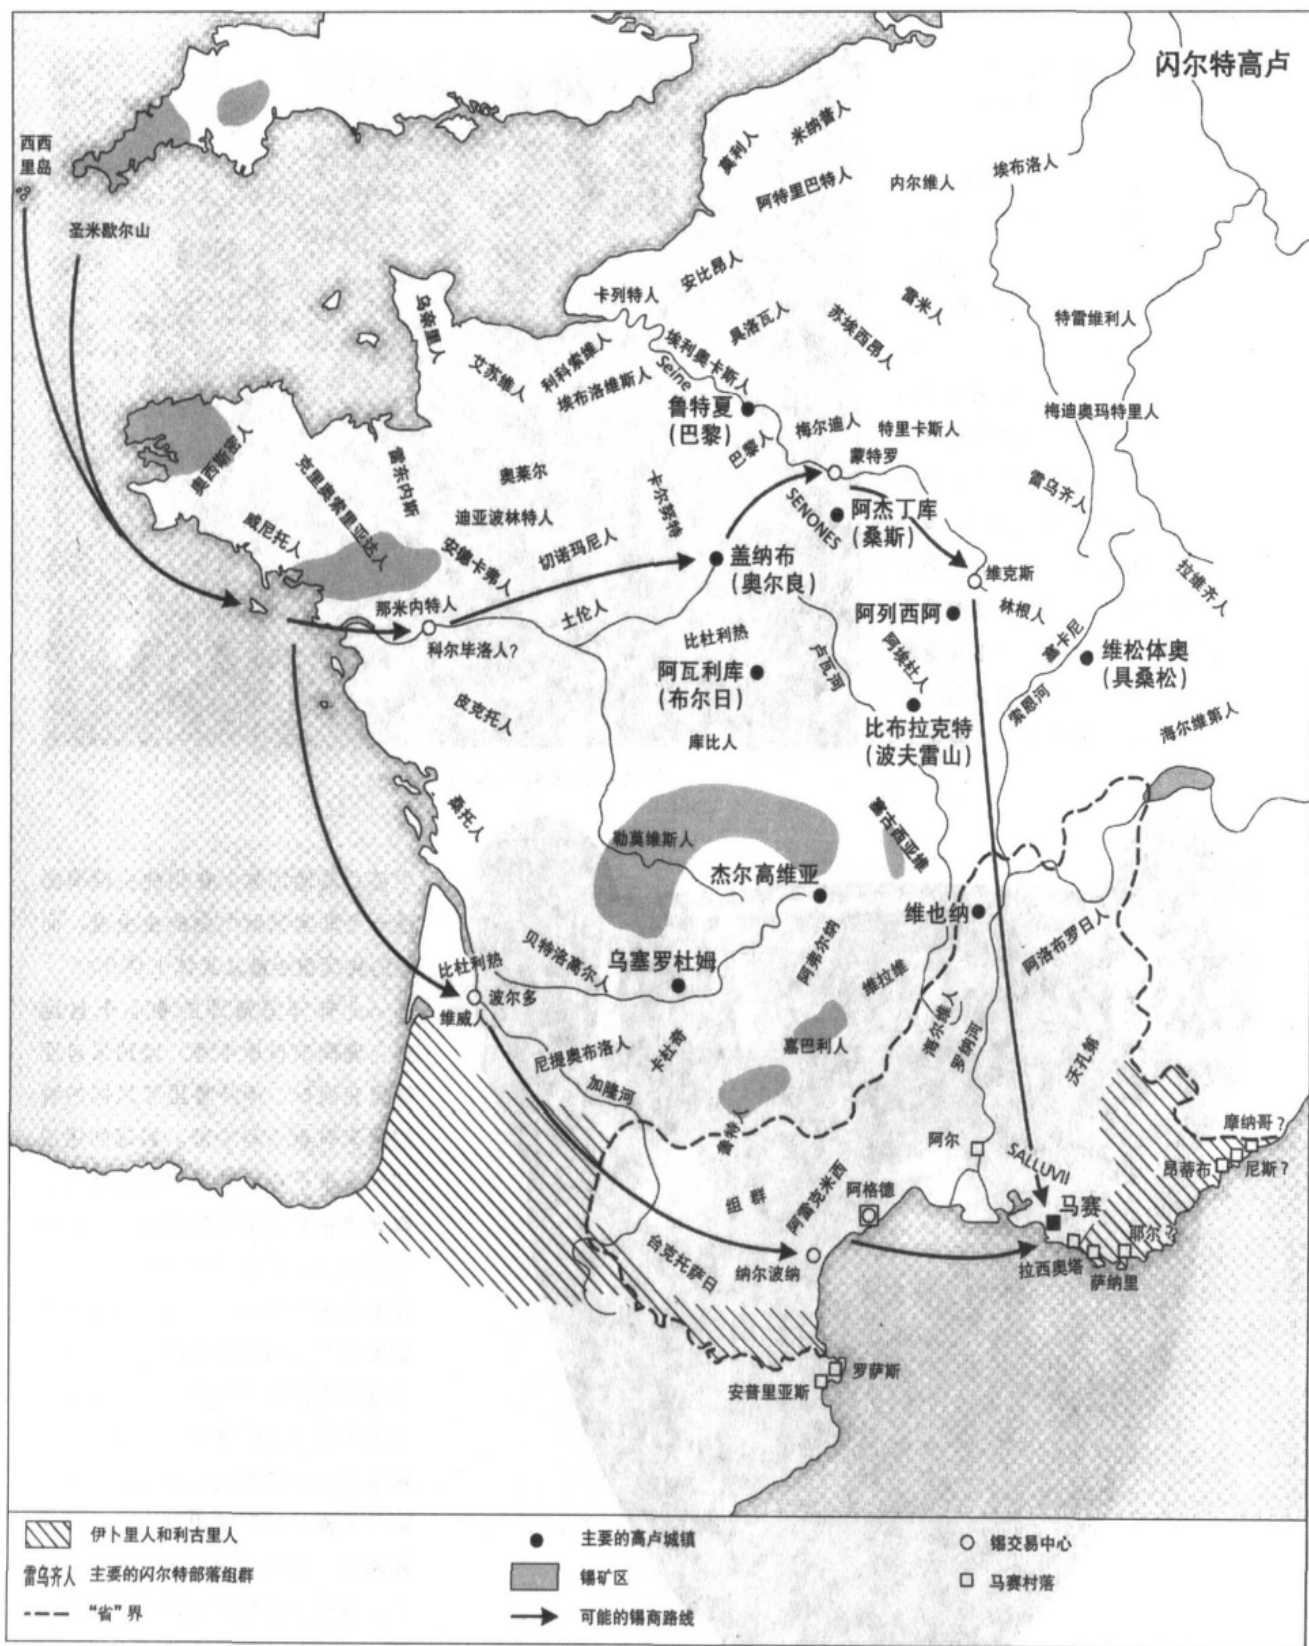 闪尔特高卢
西西
里岛
圣米歇尔山
莫利人
米纳普人
阿特里巴特人
内尔维人
埃布洛人
安比昂人
卡列特人
乌奈里人
雷米人
具洛瓦人
苏埃西昂人
特雷维利人
艾苏维人
利科索维人
埃布洛维斯人
埃利奥卡斯人
Seine
鲁特夏
(巴黎)
巴黎人
梅尔迪人
特里卡斯人
梅迪奥玛特里人
蒙特罗
奥西斯密人
克里奥索里亚达人
雷东内斯
奥莱尔
迪亚波林特人
卡尔努特
SENONES
阿杰丁库
(桑斯)
雷乌齐人
威尼托人
安德卡弗人
切诺玛尼人
盖纳布
(奥尔良)
维克斯
拉维齐人
那米内特人
科尔毕洛人?
土伦人
比杜利热
卢瓦河
阿列西阿
林根人
塞卡尼
阿瓦利库
(布尔日)
阿埃杜人
维松体奥
(具桑松)
皮克托人
库比人
比布拉克特
(波夫雷山)
索恩河
海尔维第人
桑托人
勒莫维斯人
塞古西亚维
杰尔高维亚
维也纳
比杜利热
贝特洛高尔人
乌塞罗杜姆
阿弗尔纳
维拉维
阿洛布罗日人
波尔多
维威人
尼提奥布洛人
卡杜奇
嘉巴利人
海尔维人
罗纳河
沃孔第
加隆河
鲁特人
阿尔
SALLUVII
摩纳哥?
昂蒂布
尼斯?
组群
阿雷克米西
阿格德
马赛
耶尔?
台克托萨日
纳尔波纳
拉西奥塔
萨纳里
罗萨斯
安普里亚斯
伊卜里人和利古里人
主要的高卢城镇
锡交易中心
雷乌齐人 主要的闪尔特部落组群
锡矿区
马赛村落
“省”界
可能的锡商路线